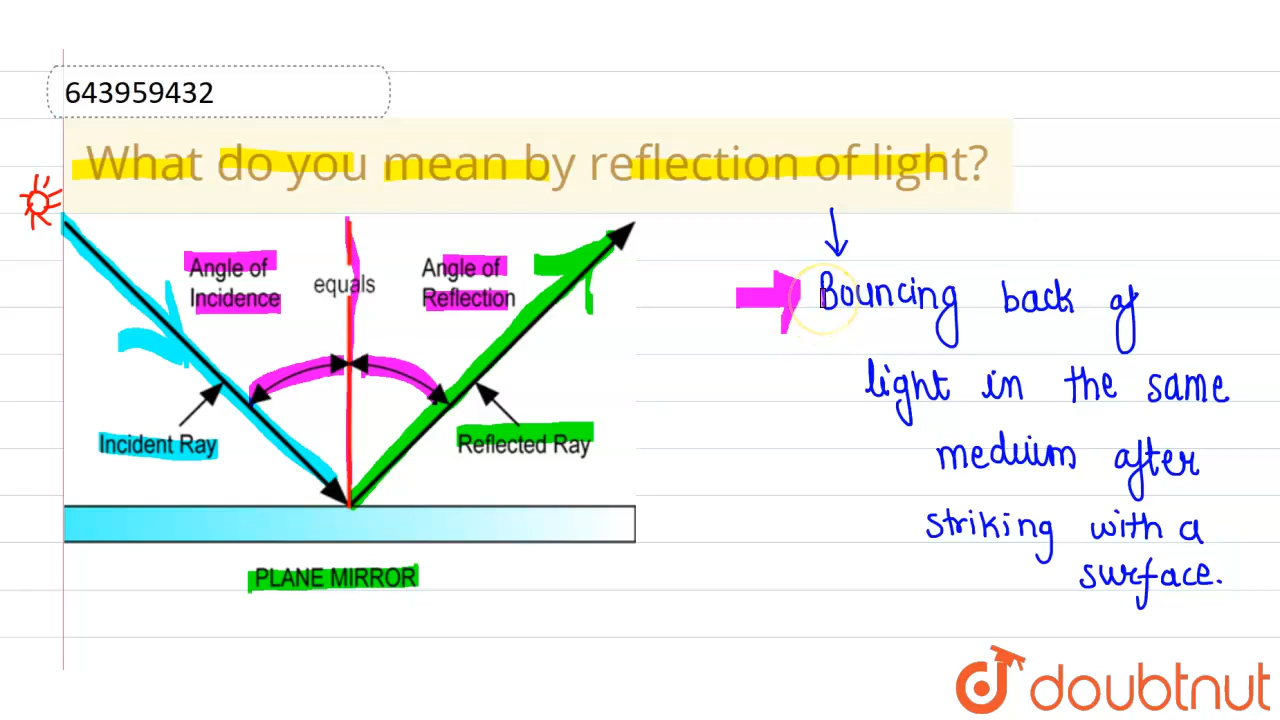 643959432
What do you mean by reflection of light?
Angle of
Incidence
equals
Angle of
Reflection
Incident Ray
Reflected Ray
PLANE MIRROR
Bouncing back of
light in the same
medium after
striking with a
surface.
doubtnut